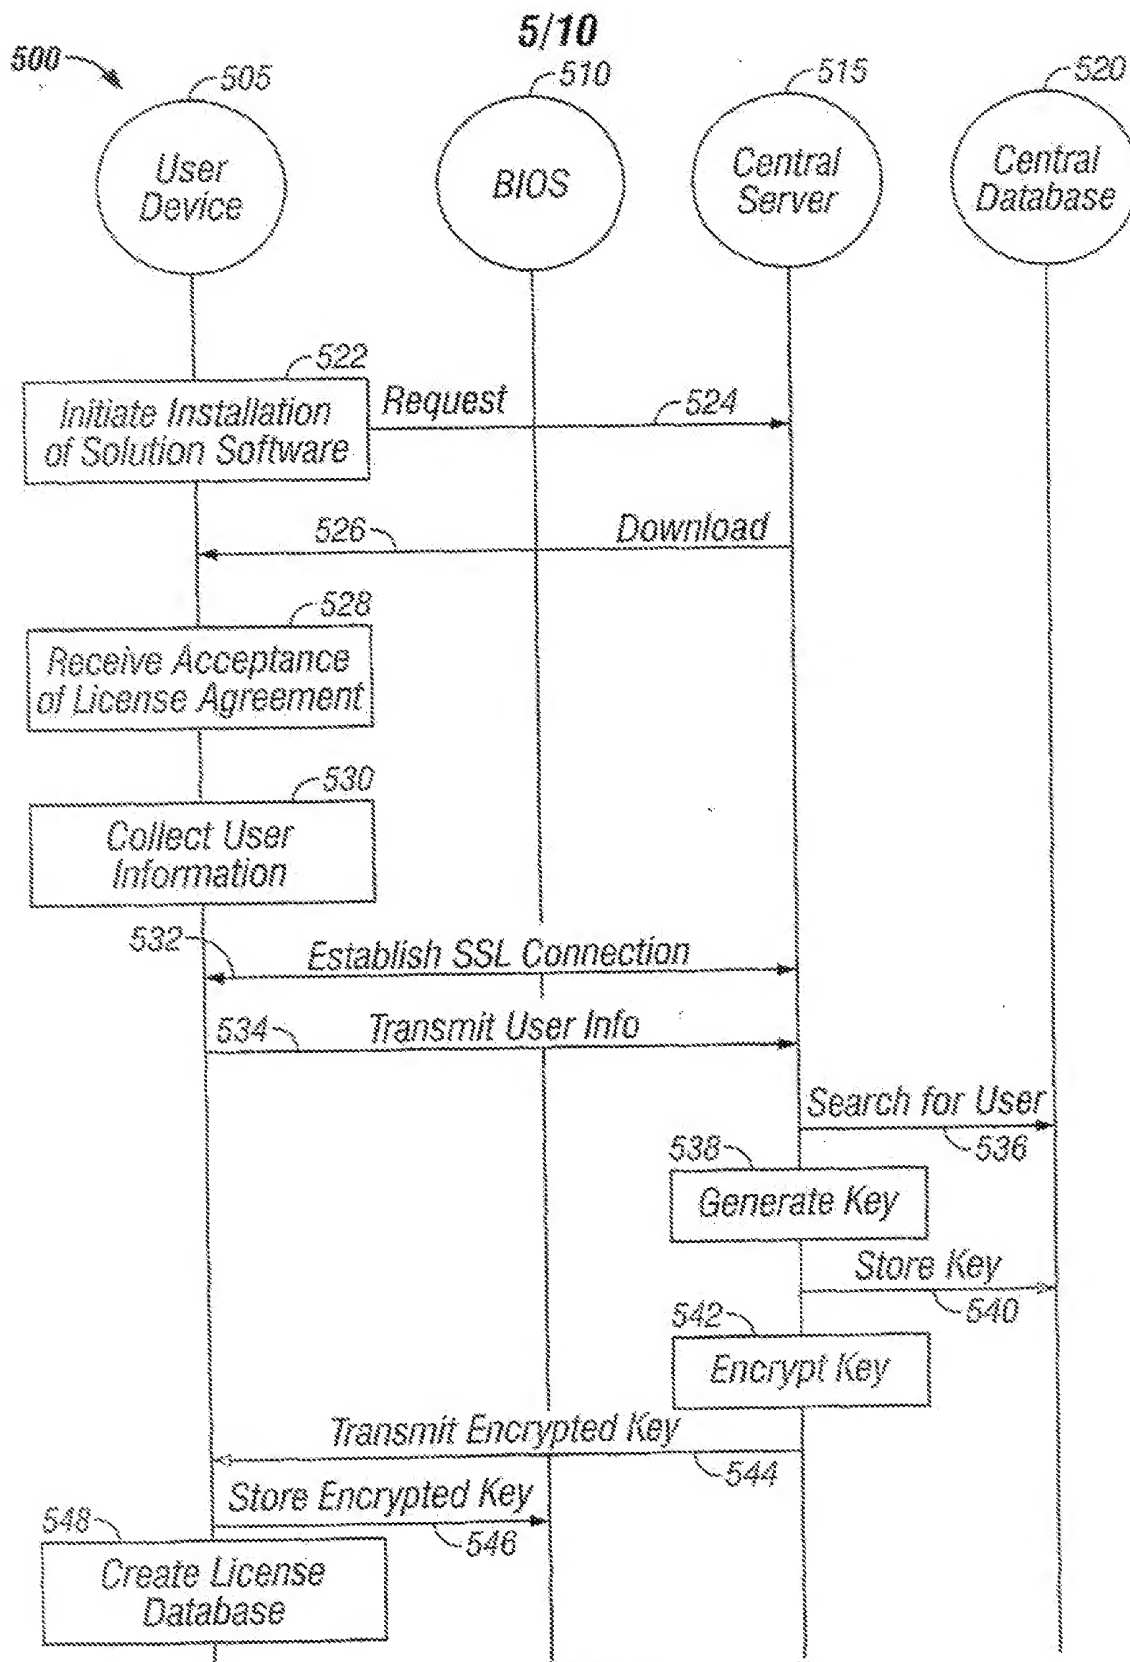 5/10
500
505
510
515
520
User
Device
BIOS
Central
Server
Central
Database
522
Initiate Installation
of Solution Software
Request
524
526
Download
528
Receive Acceptance
of License Agreement
530
Collect User
Information
532
Establish SSL Connection
534
Transmit User Info
Search for User
536
538
Generate Key
Store Key
540
542
Encrypt Key
Transmit Encrypted Key
544
Store Encrypted Key
546
548
Create License
Database